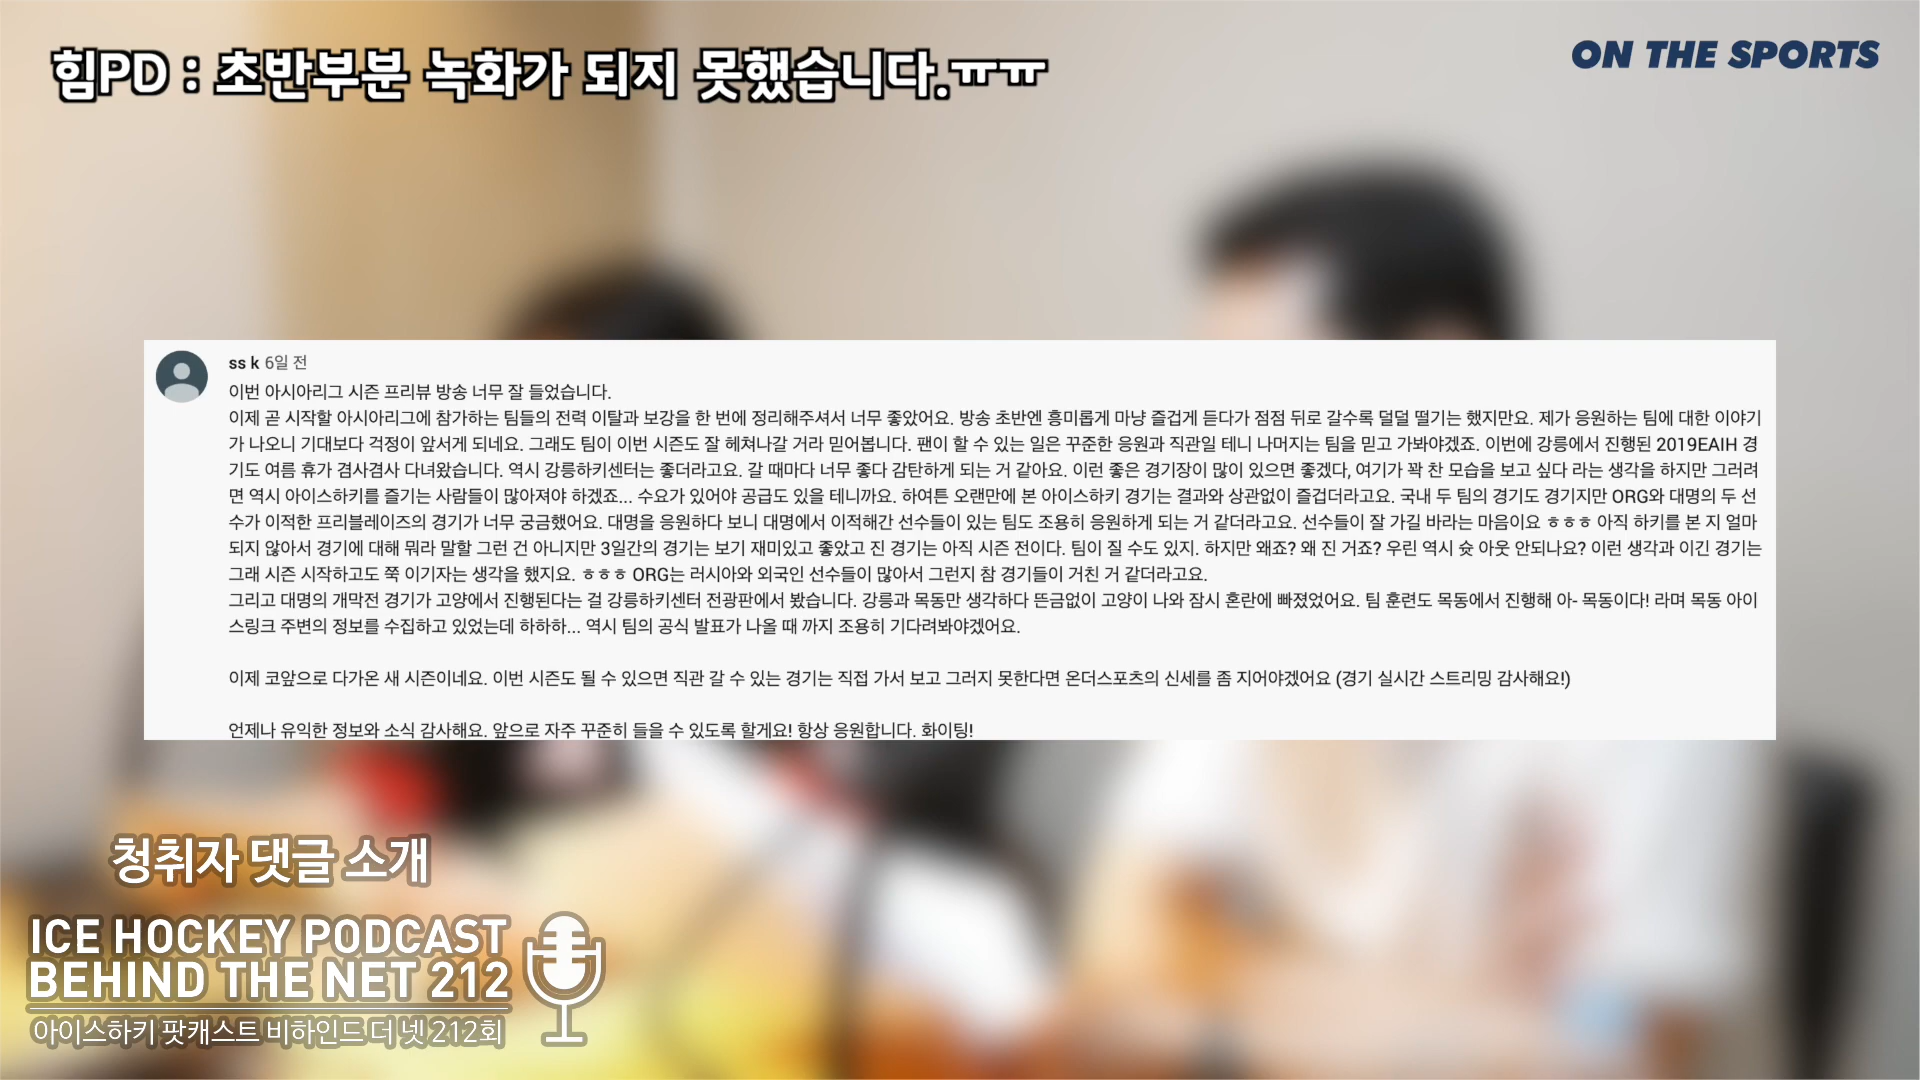 힘PD : 초반부분 녹화가 되지 못했습니다.ㅠㅠ
ON THE SPORTS
ss k 6일 전
이번 아시아리그 시즌 프리뷰 방송 너무 잘 들었습니다.
이제 곧 시작할 아시아리그에 참가하는 팀들의 전력 이탈과 보강을 한 번에 정리해주셔서 너무 좋았어요. 방송 초반엔 흥미롭게 마냥 즐겁게 듣다가 점점 뒤로 갈수록 덜덜 떨기는 했지만요. 제가 응원하는 팀에 대한 이야기
가 나오니 기대보다 걱정이 앞서게 되네요. 그래도 팀이 이번 시즌도 잘 헤쳐나갈 거라 믿어봅니다. 팬이 할 수 있는 일은 꾸준한 응원과 직관일 테니 나머지는 팀을 믿고 가봐야겠죠. 이번에 강릉에서 진행된 2019EAIH 경
기도 여름 휴가 겸사겸사 다녀왔습니다. 역시 강릉하키센터는 좋더라고요. 갈 때마다 너무 좋다 감탄하게 되는 거 같아요. 이런 좋은 경기장이 많이 있으면 좋겠다, 여기가 꽉 찬 모습을 보고 싶다 라는 생각을 하지만 그러려
면 역시 아이스하키를 즐기는 사람들이 많아져야 하겠죠... 수요가 있어야 공급도 있을 테니까요. 하여튼 오랜만에 본 아이스하키 경기는 결과와 상관없이 즐겁더라고요. 국내 두 팀의 경기도 경기지만 ORG와 대명의 두 선
수가 이적한 프리블레이즈의 경기가 너무 궁금했어요. 대명을 응원하다 보니 대명에서 이적해간 선수들이 있는 팀도 조용히 응원하게 되는 거 같더라고요. 선수들이 잘 가길 바라는 마음이요 ㅎㅎㅎ 아직 하키를 본 지 얼마
되지 않아서 경기에 대해 뭐라 말할 그런 건 아니지만 3일간의 경기는 보기 재미있고 좋았고 진 경기는 아직 시즌 전이다. 팀이 질 수도 있지. 하지만 왜죠? 왜 진 거죠? 우린 역시 슛 아웃 안되나요? 이런 생각과 이긴 경기는
그래 시즌 시작하고도 쭉 이기자는 생각을 했지요. ㅎㅎㅎ ORG는 러시아와 외국인 선수들이 많아서 그런지 참 경기들이 거친 거 같더라고요.
그리고 대명의 개막전 경기가 고양에서 진행된다는 걸 강릉하키센터 전광판에서 봤습니다. 강릉과 목동만 생각하다 뜬금없이 고양이 나와 잠시 혼란에 빠졌었어요. 팀 훈련도 목동에서 진행해 아- 목동이다! 라며 목동 아이
스링크 주변의 정보를 수집하고 있었는데 하하하... 역시 팀의 공식 발표가 나올 때 까지 조용히 기다려봐야겠어요.
이제 코앞으로 다가온 새 시즌이네요. 이번 시즌도 될 수 있으면 직관 갈 수 있는 경기는 직접 가서 보고 그러지 못한다면 온더스포츠의 신세를 좀 지어야겠어요 (경기 실시간 스트리밍 감사해요!)
언제나 유익한 정보와 소식 감사해요. 앞으로 자주 꾸준히 들을 수 있도록 할게요! 항상 응원합니다. 화이팅!
청취자 댓글 소개
ICE HOCKEY PODCAST
BEHIND THE NET 212
아이스하키 팟캐스트 비하인드 더 넷 212회